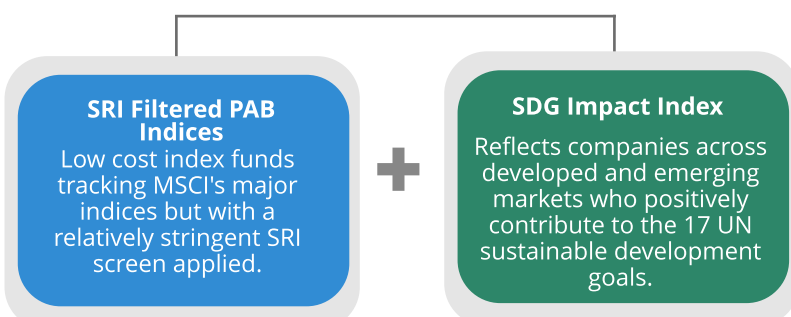 SRI Filtered PAB
Indices
Low cost index funds
tracking MSCI's major
indices but with a
relatively stringent SRI
screen applied.
+
SDG Impact Index
Reflects companies across
developed and emerging
markets who positively
contribute to the 17 UN
sustainable development
goals.